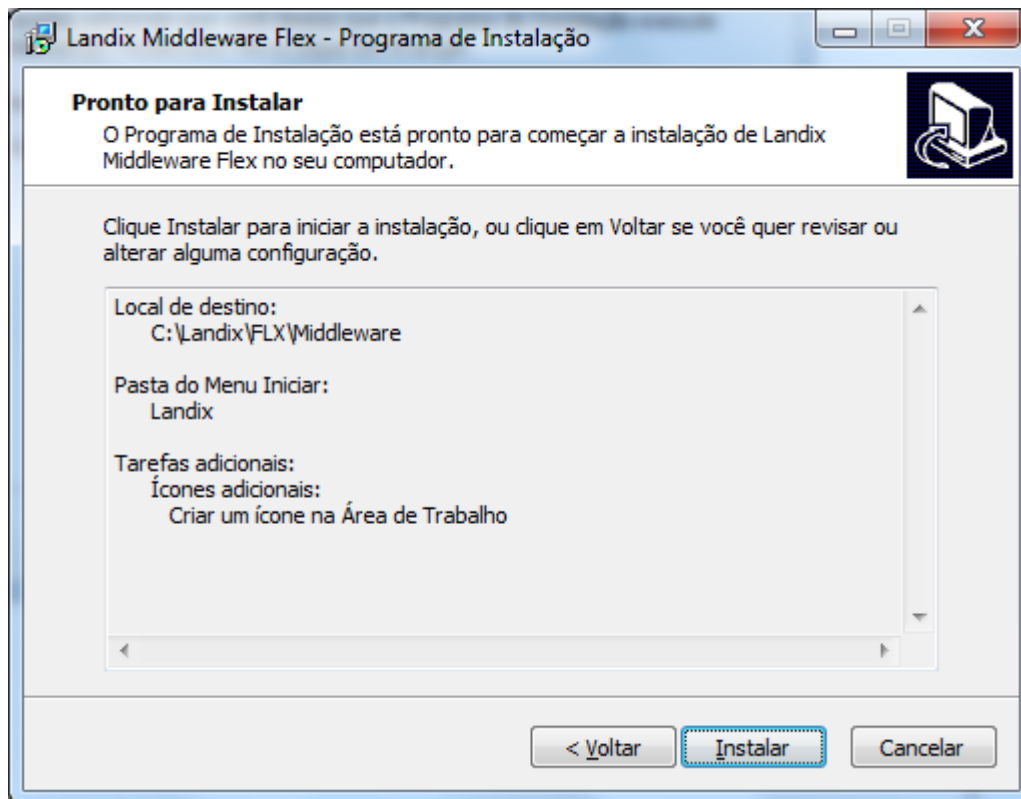 Landix Middleware Flex - Programa de Instalação
Pronto para Instalar
O Programa de Instalação está pronto para começar a instalação de Landix
Middleware Flex no seu computador.
Clique Instalar para iniciar a instalação, ou clique em Voltar se você quer revisar ou
alterar alguma configuração.
Local de destino:
C:\Landix\FLX\Middleware
Pasta do Menu Iniciar:
Landix
Tarefas adicionais:
Ícones adicionais:
Criar um ícone na Área de Trabalho
< Voltar
Instalar
Cancelar